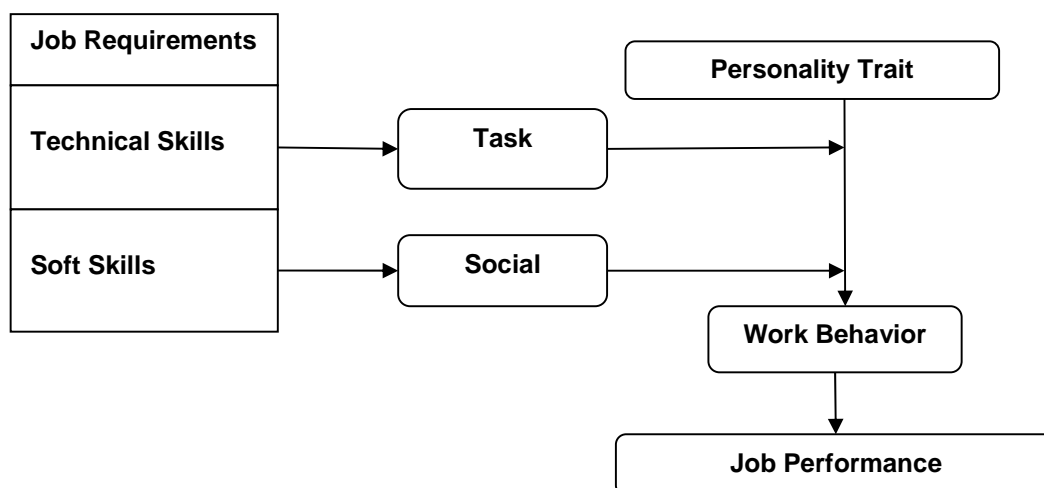 Job Requirements
Personality Trait
Technical Skills
Task
Soft Skills
Social
Work Behavior
Job Performance